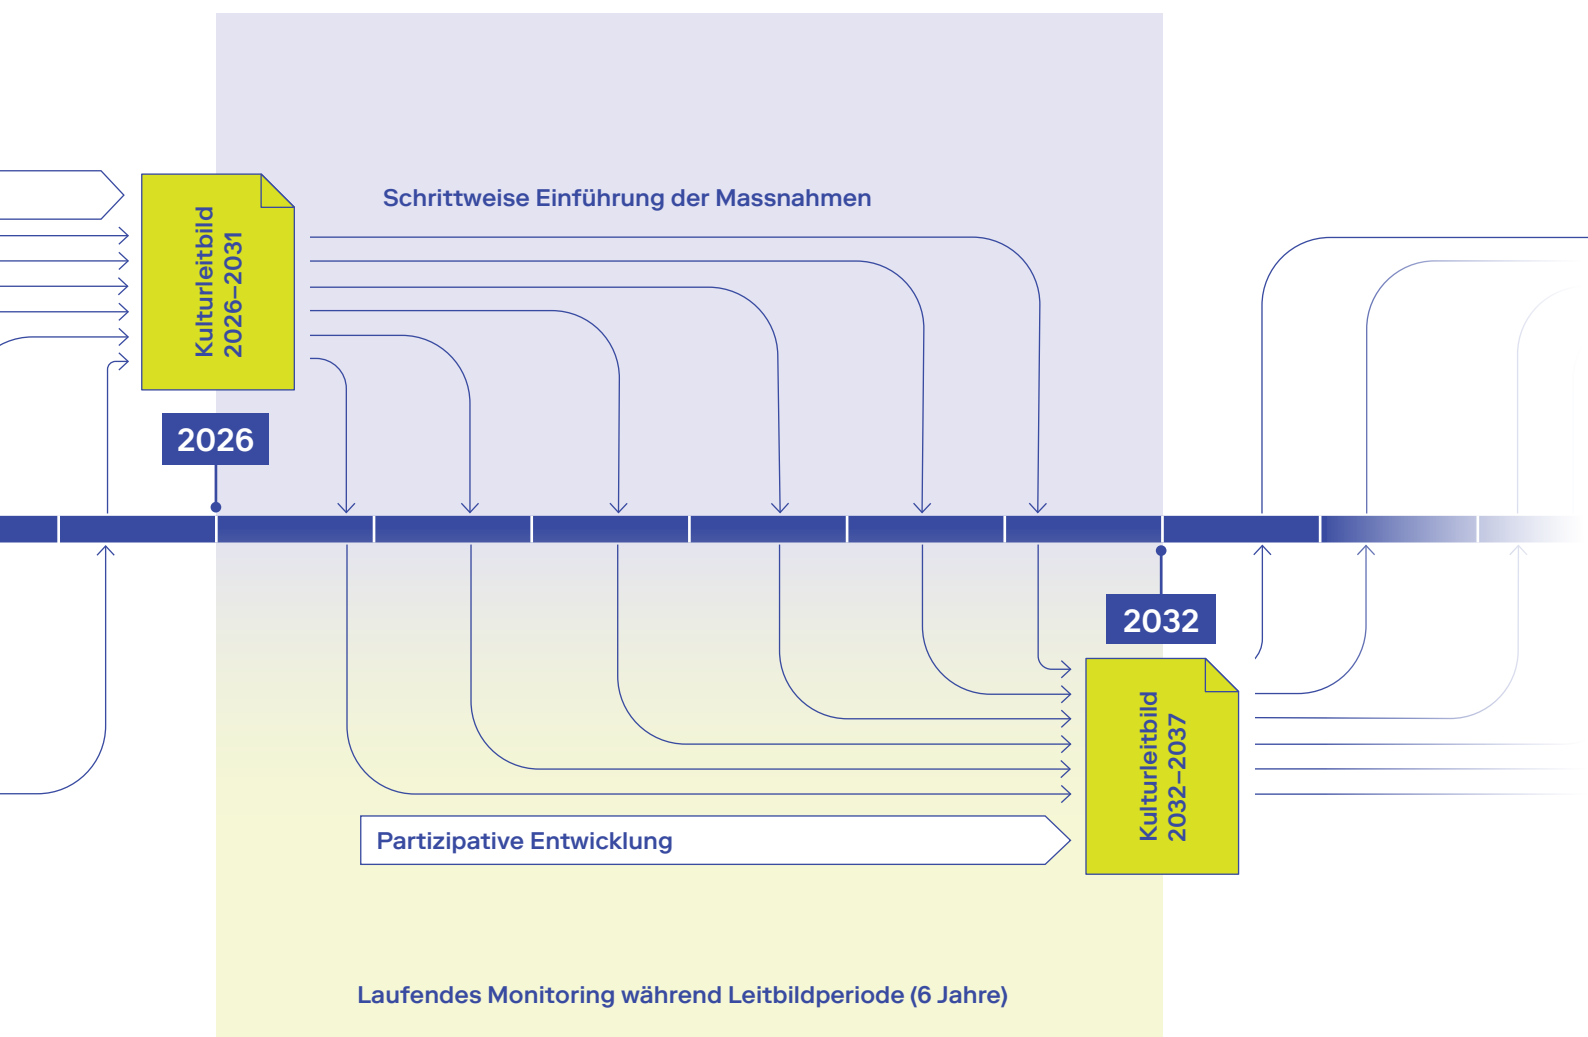 Schrittweise Einführung der Massnahmen
Kulturleitbild
2026–2031
2026
2032
Kulturleitbild
2032–2037
Partizipative Entwicklung
Laufendes Monitoring während Leitbildperiode (6 Jahre)